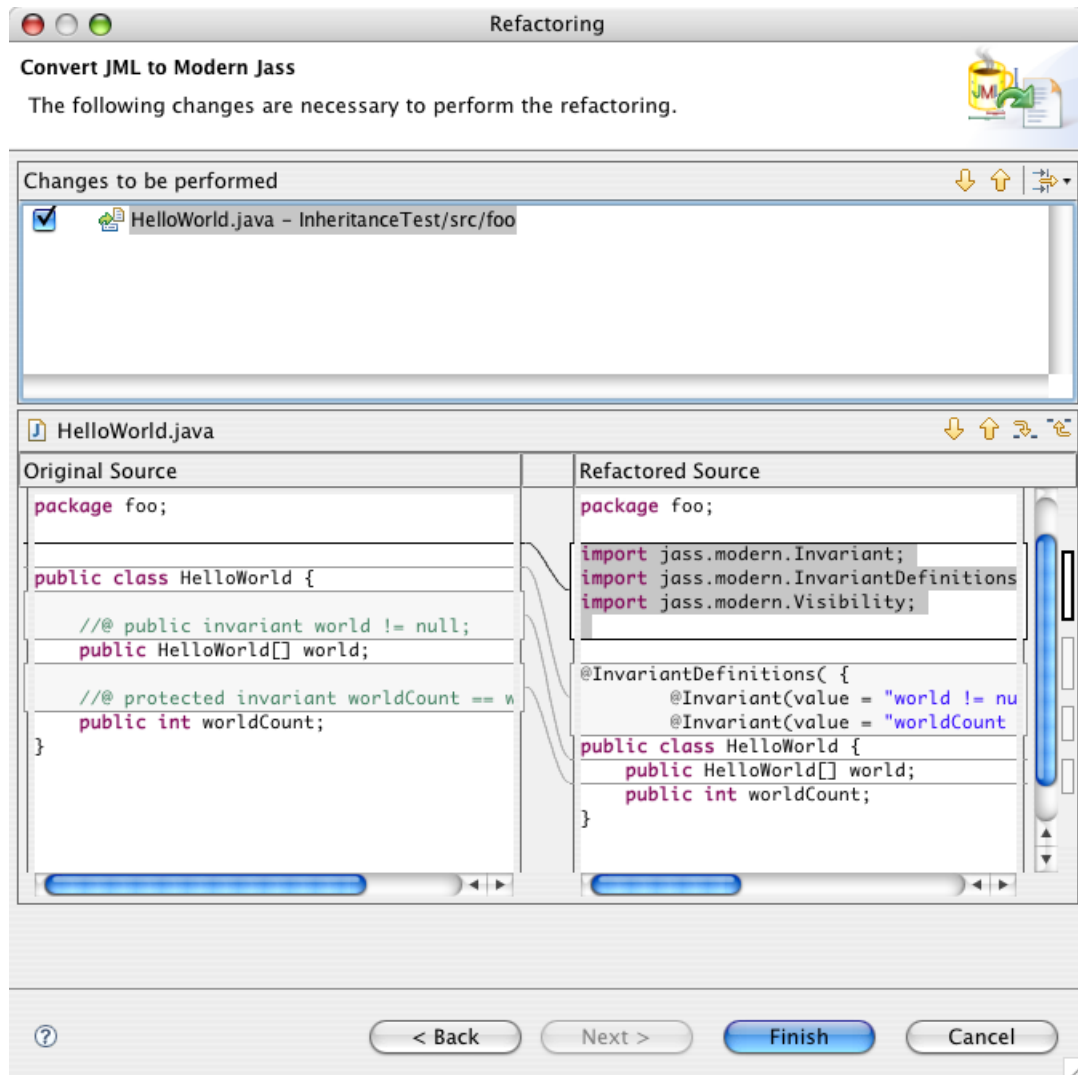 Refactoring
Convert JML to Modern Jass
The following changes are necessary to perform the refactoring.
JML
Changes to be performed
HelloWorld.java – InheritanceTest/src/foo
J HelloWorld.java
Original Source
Refactored Source
package foo;
public class HelloWorld {
//@ public invariant world != null;
public HelloWorld[] world;
//@ protected invariant worldCount == w
public int worldCount;
}
package foo;
import jass.modern.Invariant;
import jass.modern.InvariantDefinitions
import jass.modern.Visibility;
@InvariantDefinitions( {
@Invariant(value = "world != nu
@Invariant(value = "worldCount
public class HelloWorld {
public HelloWorld[] world;
public int worldCount;
}
?
< Back
Next >
Finish
Cancel